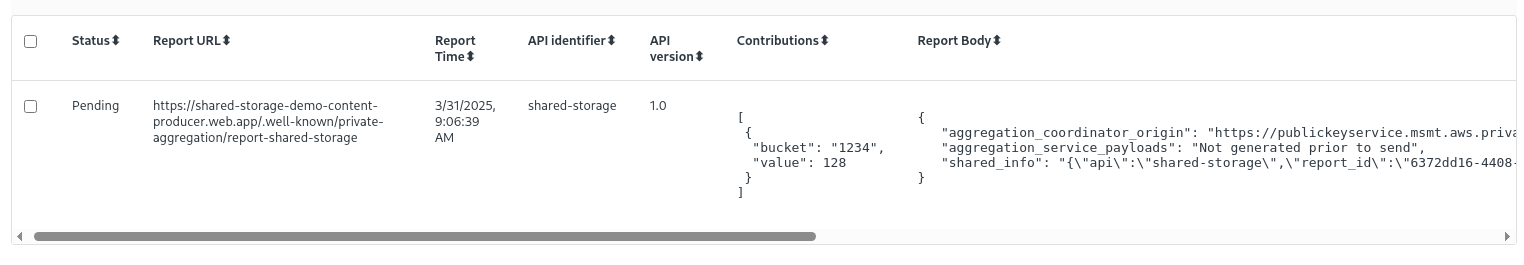 Status⬍ Report URL⬍ Report Time⬍ API identifier⬍ API version⬍ Contributions⬍ Report Body⬍
Pending
https://shared-storage-demo-content-
producer.web.app/.well-known/private-
aggregation/report-shared-storage
3/31/2025,
9:06:39
AM
shared-storage
1.0
[
{
"bucket": "1234",
"value": 128
}
]
{
"aggregation_coordinator_origin": "https://publickeyservice.msmt.aws.priva
"aggregation_service_payloads": "Not generated prior to send",
"shared_info": "{\"api\":\"shared-storage\",\"report_id\":\"6372dd16-4408-
}